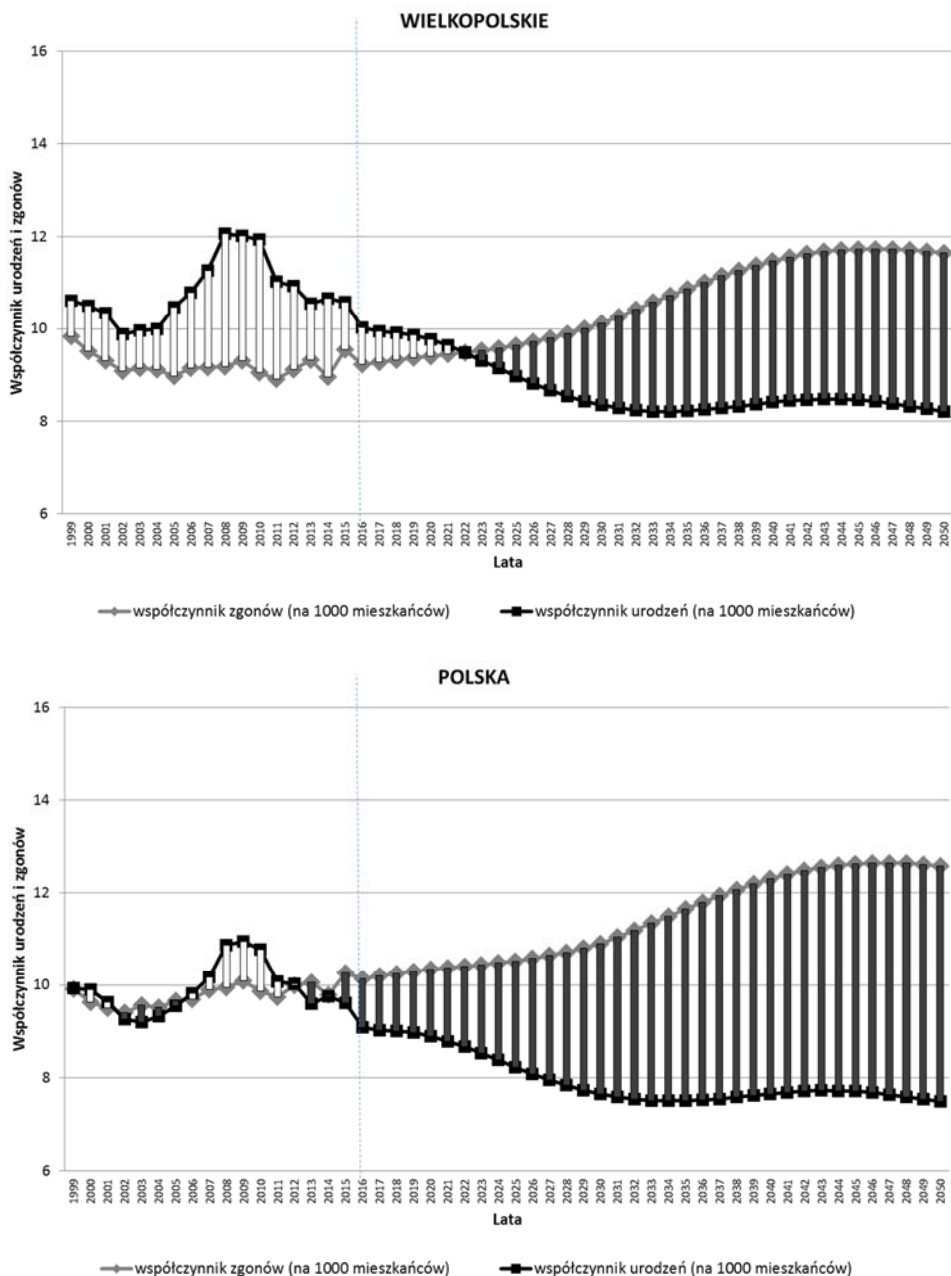 WIELKOPOLSKIE
16
14
12
10
8
6
Współczynnik urodzeń i zgonów
1999 2000 2001 2002 2003 2004 2005 2006 2007 2008 2009 2010 2011 2012 2013 2014 2015 2016 2017 2018 2019 2020 2021 2022 2023 2024 2025 2026 2027 2028 2029 2030 2031 2032 2033 2034 2035 2036 2037 2038 2039 2040 2041 2042 2043 2044 2045 2046 2047 2048 2049 2050
Lata
współczynnik zgonów (na 1000 mieszkańców) współczynnik urodzeń (na 1000 mieszkańców)
POLSKA
16
14
12
10
8
6
Współczynnik urodzeń i zgonów
1999 2000 2001 2002 2003 2004 2005 2006 2007 2008 2009 2010 2011 2012 2013 2014 2015 2016 2017 2018 2019 2020 2021 2022 2023 2024 2025 2026 2027 2028 2029 2030 2031 2032 2033 2034 2035 2036 2037 2038 2039 2040 2041 2042 2043 2044 2045 2046 2047 2048 2049 2050
Lata
współczynnik zgonów (na 1000 mieszkańców) współczynnik urodzeń (na 1000 mieszkańców)